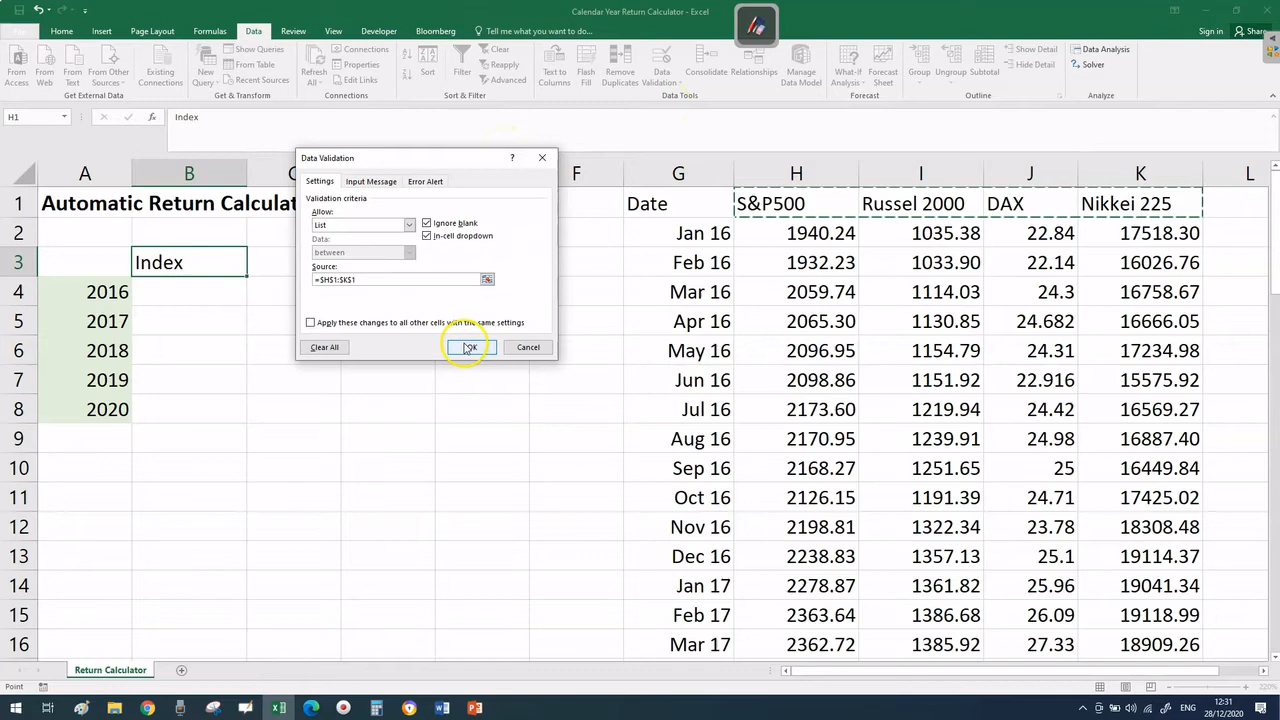 Calendar Year Return Calculator - Excel
Home Insert Page Layout Formulas Data Review View Developer Bloomberg Tell me what you want to do... Sign in Share
From Access
From Web
From Text
From Other Sources
Existing Connections
New Query
Show Queries
From Table
Recent Sources
Refresh All
Connections
Properties
Edit Links
Sort
Filter
Clear
Reapply
Advanced
Text to Columns
Flash Fill
Remove Duplicates
Data Validation
Consolidate
Relationships
Manage Data Model
What-If Analysis
Forecast Sheet
Group
Ungroup
Subtotal
Show Detail
Hide Detail
Data Analysis
Solver
Get External Data Get & Transform Connections Sort & Filter Data Tools Forecast Outline Analyze
H1 fx Index
Data Validation ?
Settings Input Message Error Alert
Validation criteria
Allow:
List
Ignore blank
In-cell dropdown
Data:
between
Source:
=$H$1:$K$1
Apply these changes to all other cells with the same settings
Clear All OK Cancel
A B C F G H I J K L
1 Automatic Return Calculat Date S&P500 Russel 2000 DAX Nikkei 225
2 Jan 16 1940.24 1035.38 22.84 17518.30
3 Index Feb 16 1932.23 1033.90 22.14 16026.76
4 2016 Mar 16 2059.74 1114.03 24.3 16758.67
5 2017 Apr 16 2065.30 1130.85 24.682 16666.05
6 2018 May 16 2096.95 1154.79 24.31 17234.98
7 2019 Jun 16 2098.86 1151.92 22.916 15575.92
8 2020 Jul 16 2173.60 1219.94 24.42 16569.27
9 Aug 16 2170.95 1239.91 24.98 16887.40
10 Sep 16 2168.27 1251.65 25 16449.84
11 Oct 16 2126.15 1191.39 24.71 17425.02
12 Nov 16 2198.81 1322.34 23.78 18308.48
13 Dec 16 2238.83 1357.13 25.1 19114.37
14 Jan 17 2278.87 1361.82 25.96 19041.34
15 Feb 17 2363.64 1386.68 26.09 19118.99
16 Mar 17 2362.72 1385.92 27.33 18909.26
Return Calculator
Point 220%
ENG
12:31
28/12/2020